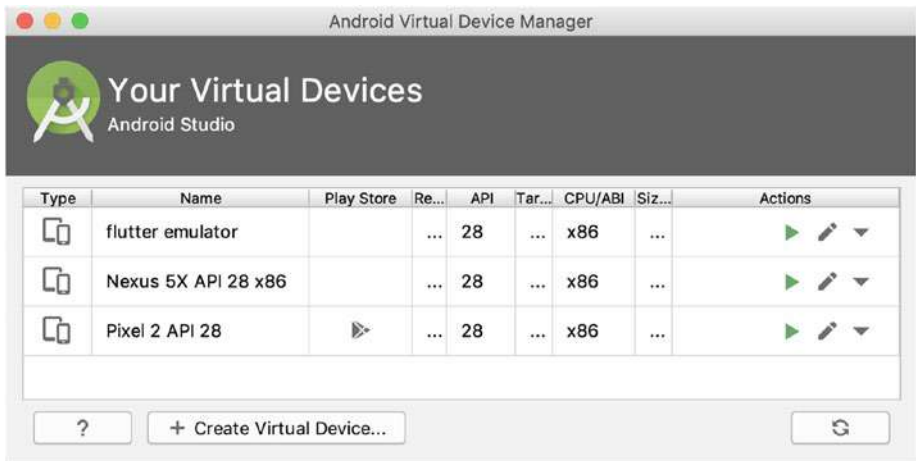 Android Virtual Device Manager
Your Virtual Devices
Android Studio
Type Name Play Store Re... API Tar... CPU/ABI Siz... Actions
flutter emulator ... 28 ... x86 ...
Nexus 5X API 28 x86 ... 28 ... x86 ...
Pixel 2 API 28 ... 28 ... x86 ...
? + Create Virtual Device...